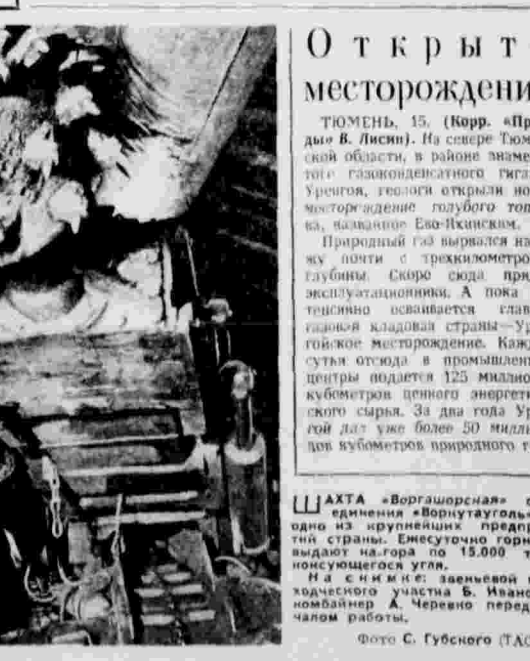 Открыт
месторождени
ТЮМЕНЬ, 15. (Корр. «Пр
ды» В. Лисин). На севере Тюм
ской области, в районе знаме
того газоконденсатного гига
Уренгоя, геологи открыли но
месторождение голубого топ
ва, названное Ево-Яхинским.
Природный газ вырвался на
жу почти с трехкилометро
глубины. Скоро сюда при
эксплуатационники. А пока
тенсивно осваивается глав
газовая кладовая страны—Ур
гойское месторождение. Кажд
сутки отсюда в промышлен
центры подается 125 миллио
кубометров ценного энергети
ского сырья. За два года Ур
гой дал уже более 50 милли
дов кубометров природного г
ШАХТА «Воргашорская» о
единения «Воркутауголь»
одно из крупнейших предпр
тий страны. Ежесуточно горн
выдают на-гора по 15.000 т
коксующегося угля.
На снимке: звеньевой
ходческого участка Б. Ивано
комбайнер А. Черевко перед
чалом работы.
Фото С. Губского (ТАС